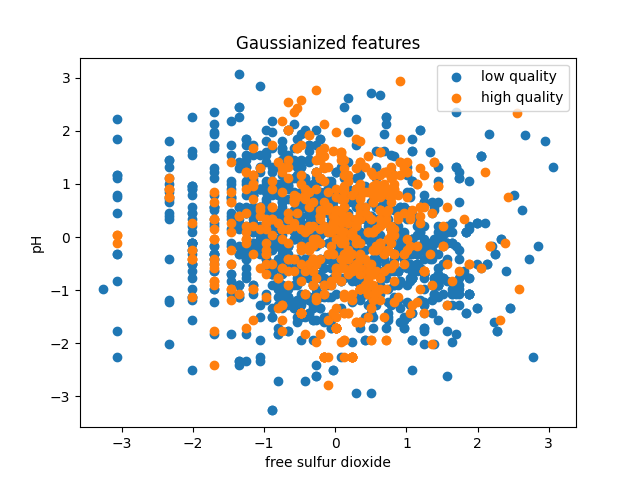 Gaussianized features
low quality
high quality
3
2
1
0
−1
−2
−3
pH
−3 −2 −1 0 1 2 3
free sulfur dioxide